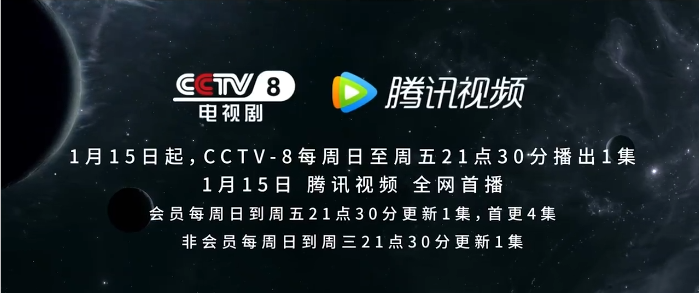 CCTV 8 腾讯视频
电视剧
1月15日起,CCTV-8每周日至周五21点30分播出1集
1月15日 腾讯视频 全网首播
会员每周日到周五21点30分更新1集,首更4集
非会员每周日到周三21点30分更新1集